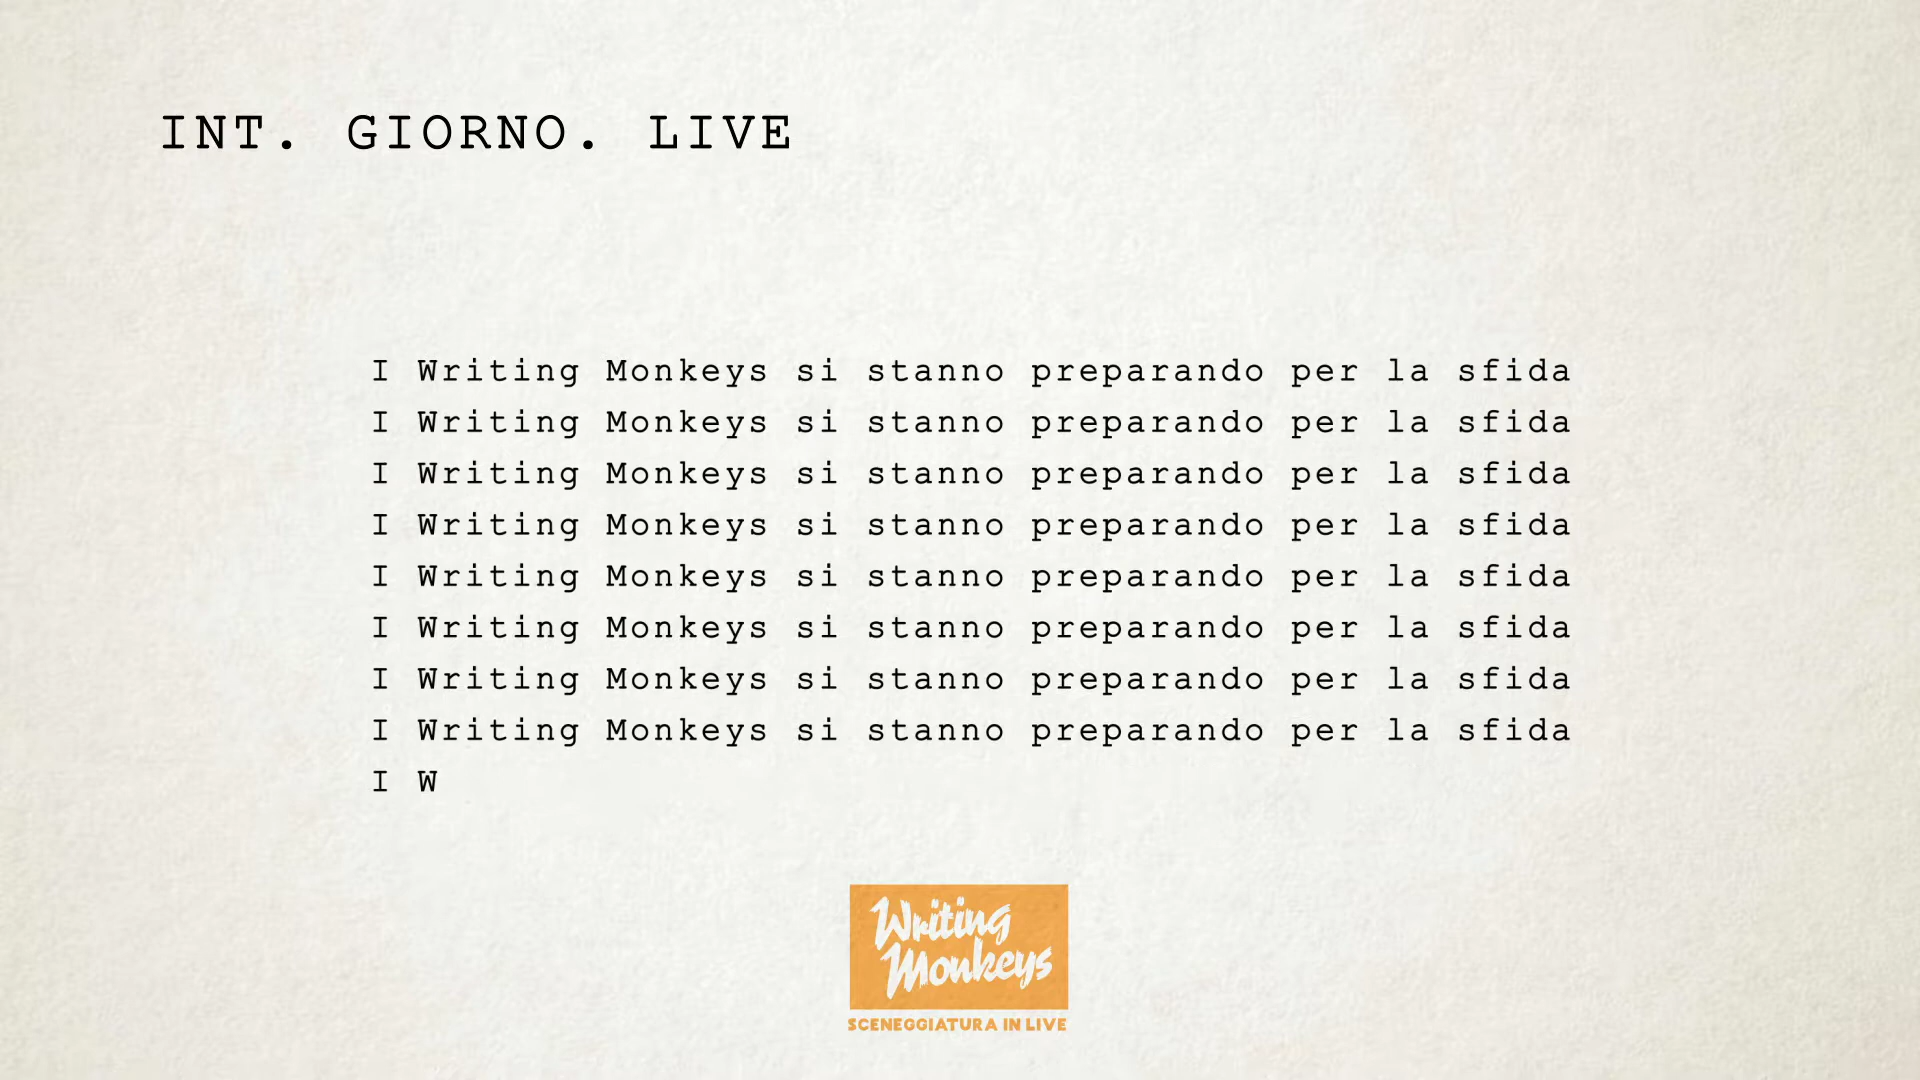 INT. GIORNO. LIVE
I Writing Monkeys si stanno preparando per la sfida
I Writing Monkeys si stanno preparando per la sfida
I Writing Monkeys si stanno preparando per la sfida
I Writing Monkeys si stanno preparando per la sfida
I Writing Monkeys si stanno preparando per la sfida
I Writing Monkeys si stanno preparando per la sfida
I Writing Monkeys si stanno preparando per la sfida
I Writing Monkeys si stanno preparando per la sfida
I W
Writing
Monkeys
SCENEGGIATURA IN LIVE